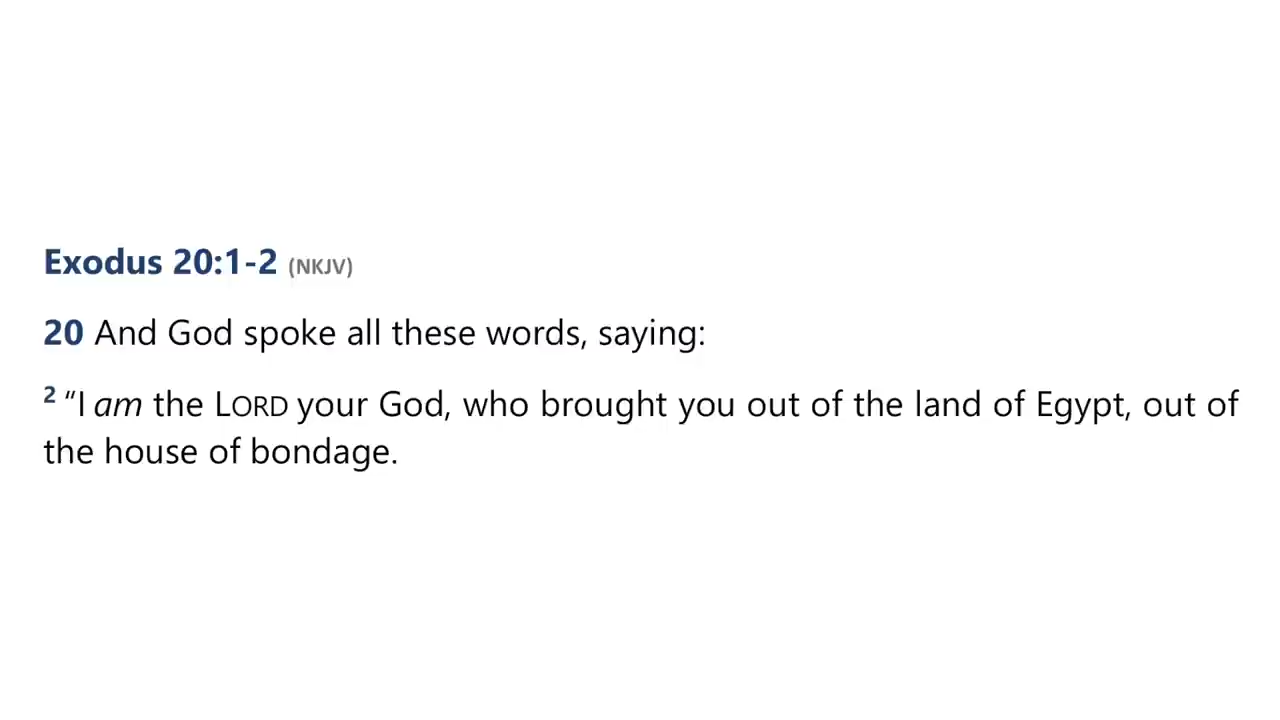 Exodus 20:1-2 (NKJV)
20 And God spoke all these words, saying:
2 “I am the LORD your God, who brought you out of the land of Egypt, out of
the house of bondage.